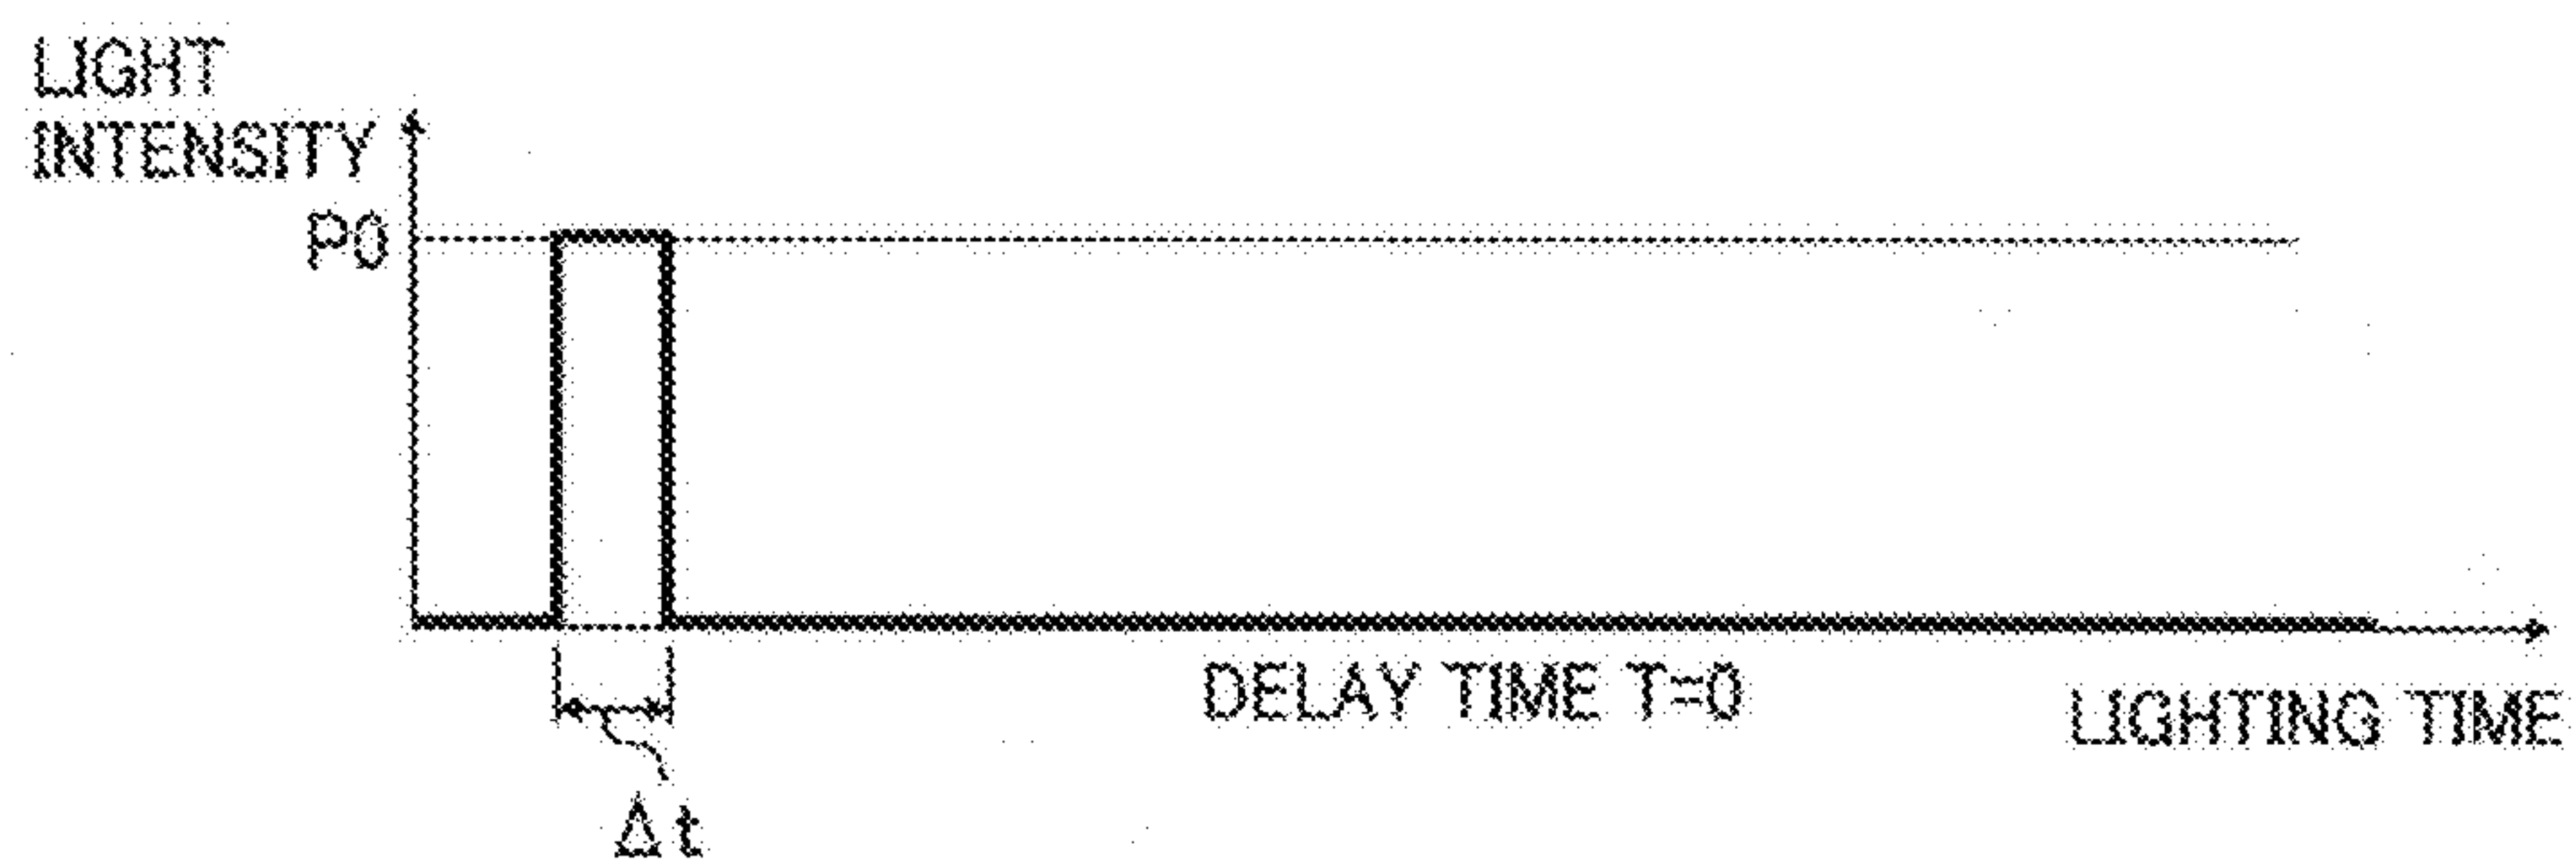 LIGHT
INTENSITY
P0
DELAY TIME T=0
LIGHTING TIME
Δt